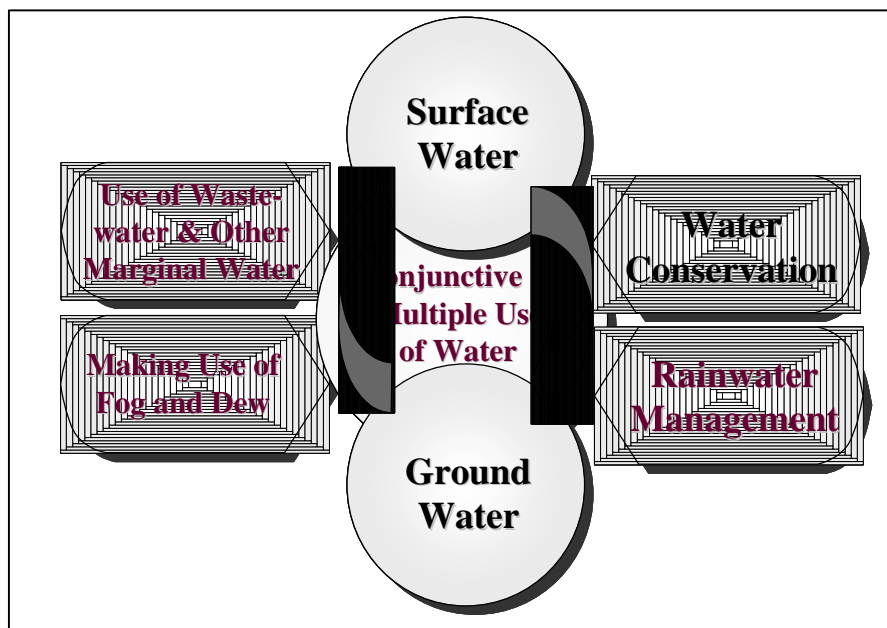 Surface
Water
Use of Waste-
water & Other
Marginal Water
Making Use of
Fog and Dew
onjunctive
ultiple Us
of Water
Water
Conservation
Rainwater
Management
Ground
Water